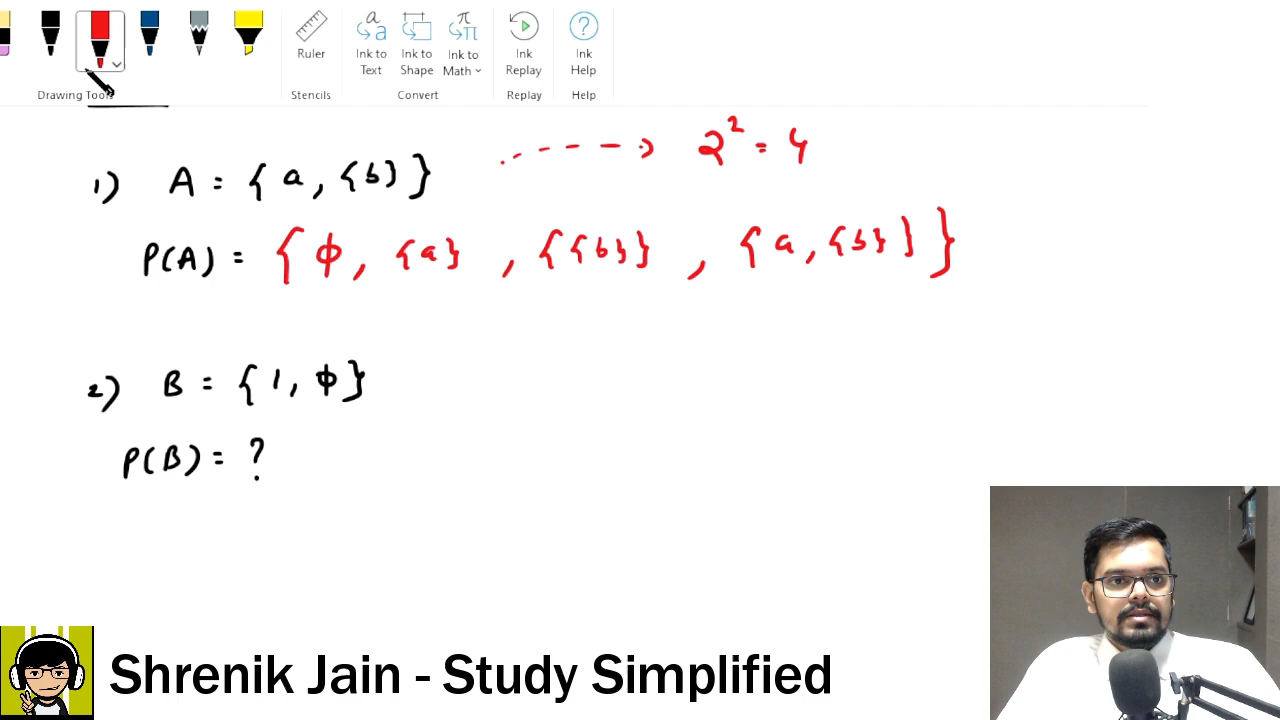 Ruler
Ink to Text
Ink to Shape
Ink to Math
Ink Replay
Ink Help
Drawing Tools
Stencils
Convert
Replay
Help
1) A = { a, {b} } -----> 2² = 4
P(A) = { ϕ, {a} , { {b} } , { a, {b} } }
2) B = { 1, ϕ }
P(B) = ?
Shrenik Jain - Study Simplified